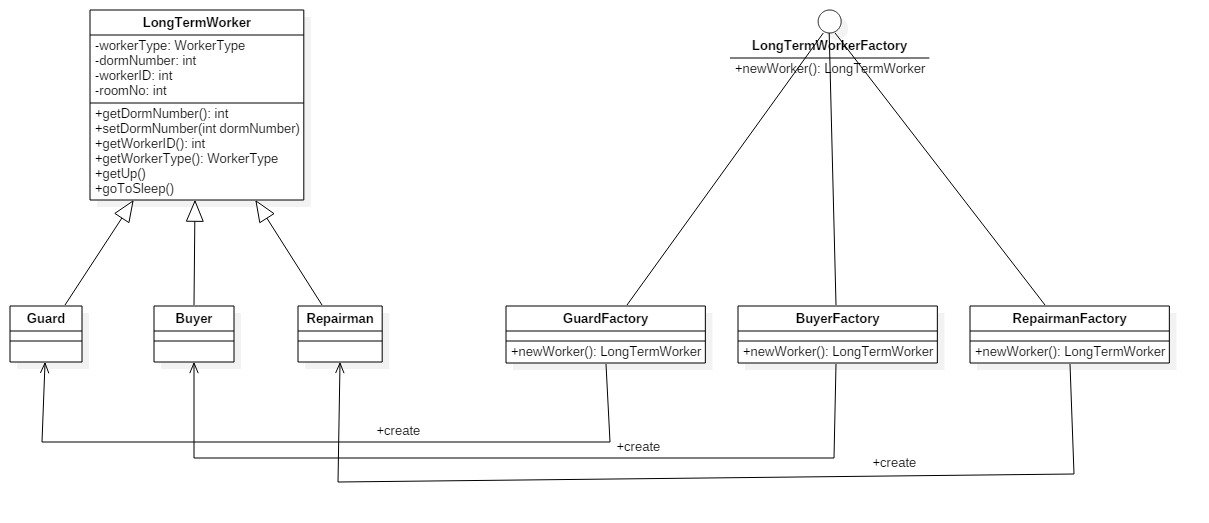 LongTermWorker
-workerType: WorkerType
-dormNumber: int
-workerID: int
-roomNo: int
+getDormNumber(): int
+setDormNumber(int dormNumber)
+getWorkerID(): int
+getWorkerType(): WorkerType
+getUp()
+goToSleep()
LongTermWorkerFactory
+newWorker(): LongTermWorker
Guard
Buyer
Repairman
GuardFactory
+newWorker(): LongTermWorker
BuyerFactory
+newWorker(): LongTermWorker
RepairmanFactory
+newWorker(): LongTermWorker
+create
+create
+create